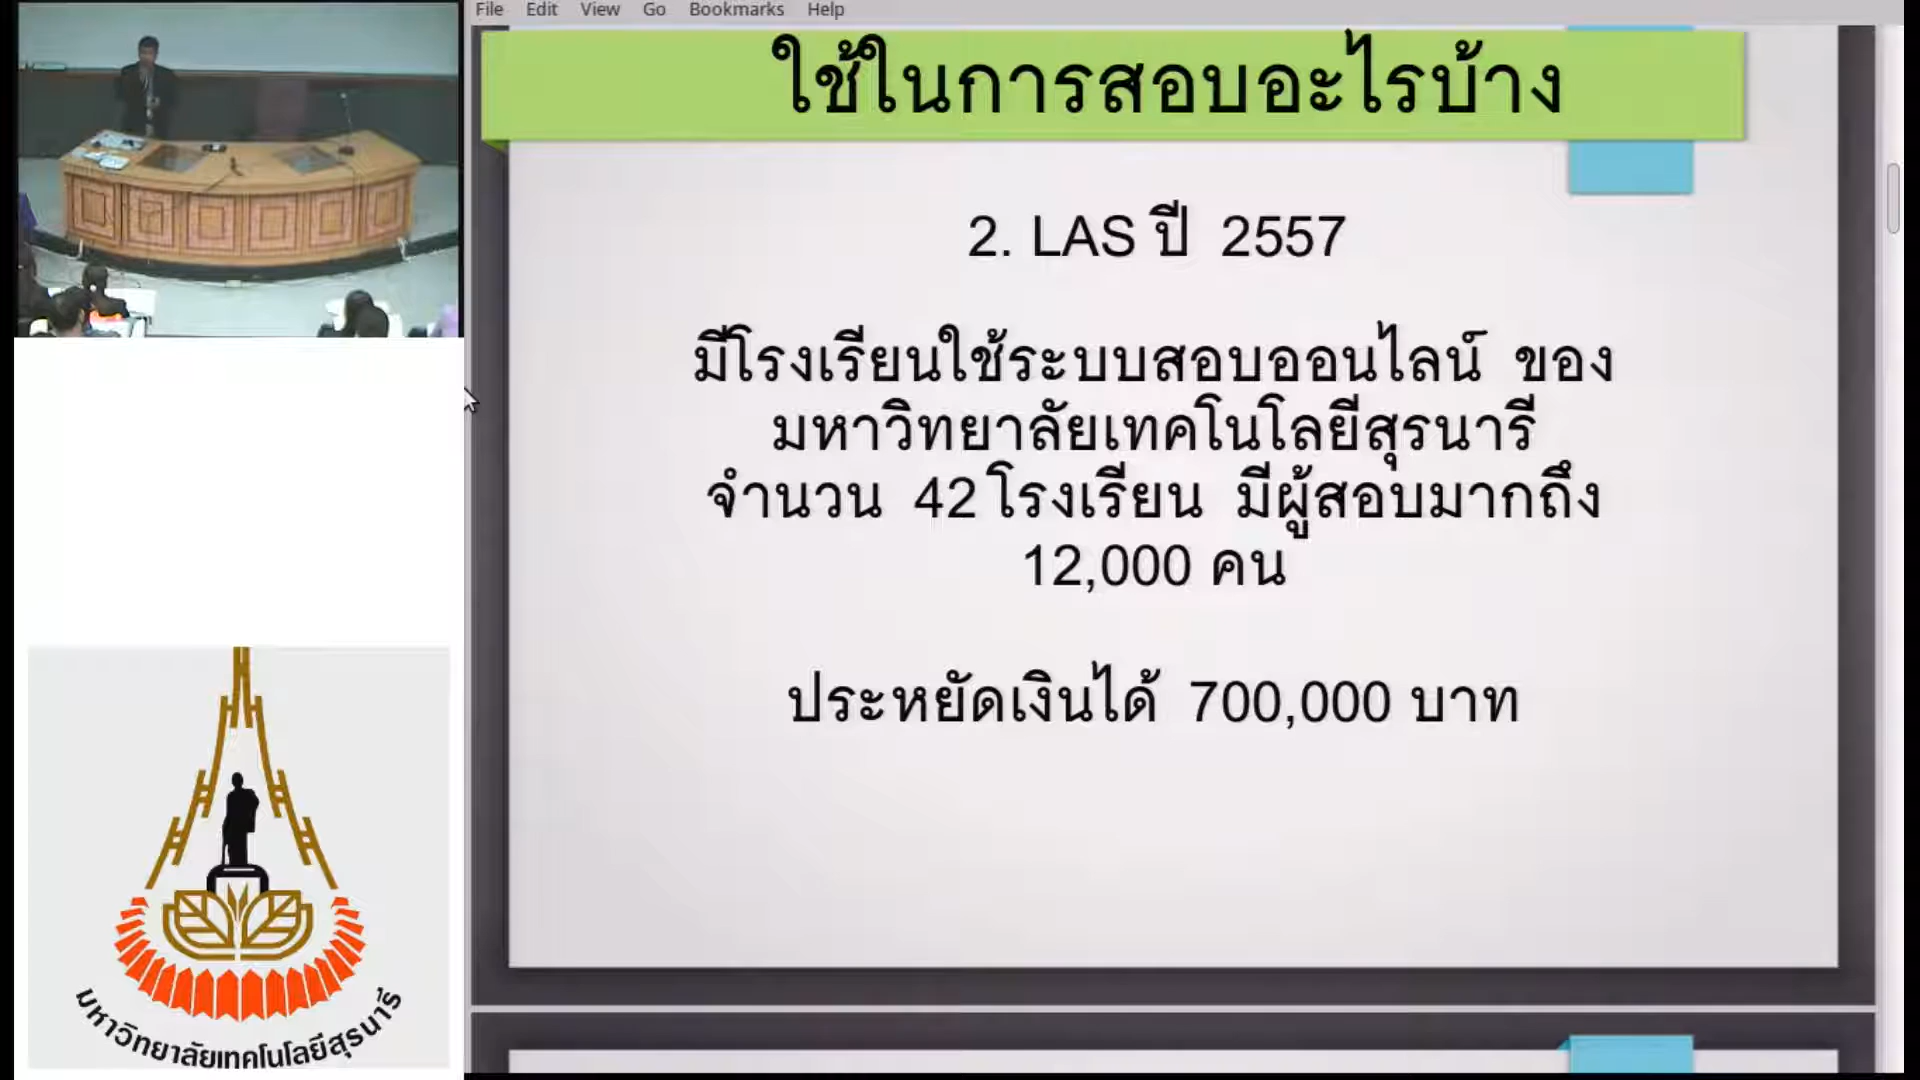 File Edit View Go Bookmarks Help
ใช้ในการสอบอะไรบ้าง
2. LAS ปี 2557
มีโรงเรียนใช้ระบบสอบออนไลน์ ของ
มหาวิทยาลัยเทคโนโลยีสุรนารี
จำนวน 42 โรงเรียน มีผู้สอบมากถึง
12,000 คน
ประหยัดเงินได้ 700,000 บาท
มหาวิทยาลัยเทคโนโลยีสุรนารี